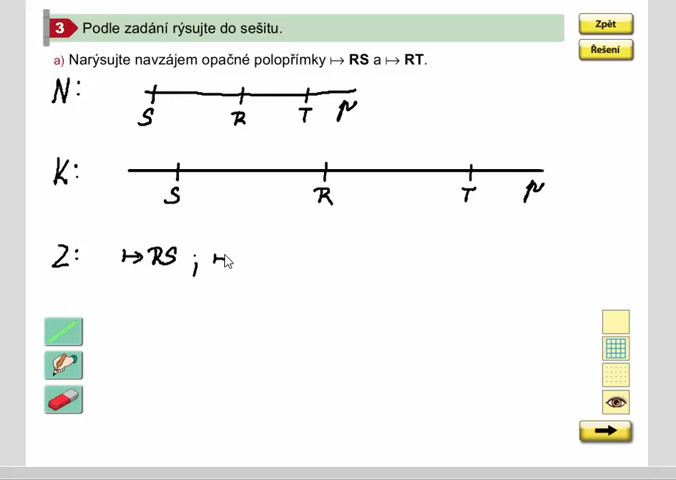 3 Podle zadání rýsujte do sešitu.
Zpět
Řešení
a) Narýsujte navzájem opačné polopřímky ↦ RS a ↦ RT.
N:
S R T p
K:
S R T p
Z: ↦ RS ; ↦